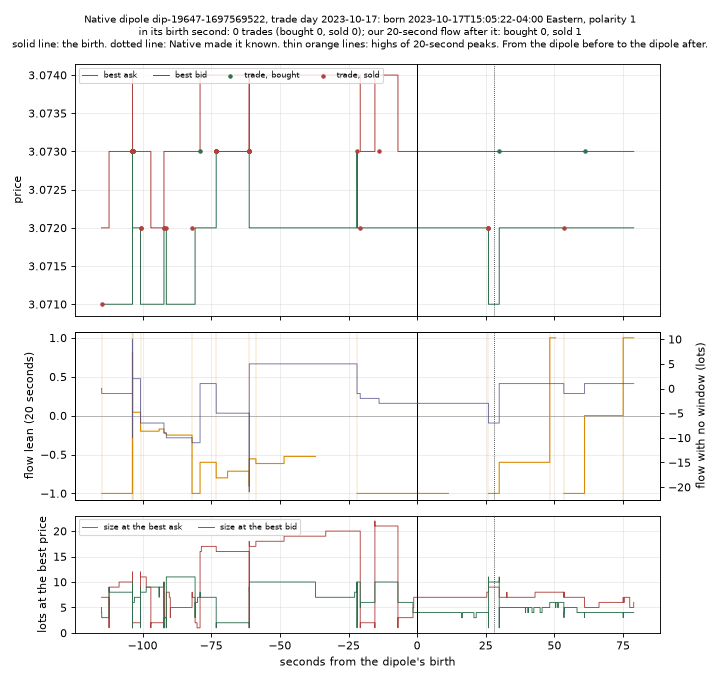 Native dipole dip-19647-1697569522, trade day 2023-10-17: born 2023-10-17T15:05:22-04:00 Eastern, polarity 1
in its birth second: 0 trades (bought 0, sold 0); our 20-second flow after it: bought 0, sold 1
solid line: the birth. dotted line: Native made it known. thin orange lines: highs of 20-second peaks. From the dipole before to the dipole after.
best ask best bid trade, bought trade, sold
3.0740
3.0735
3.0730
3.0725
3.0720
3.0715
3.0710
price
1.0
0.5
0.0
−0.5
−1.0
flow lean (20 seconds)
10
5
0
−5
−10
−15
−20
flow with no window (lots)
size at the best ask size at the best bid
20
15
10
5
0
lots at the best price
−100 −75 −50 −25 0 25 50 75
seconds from the dipole's birth